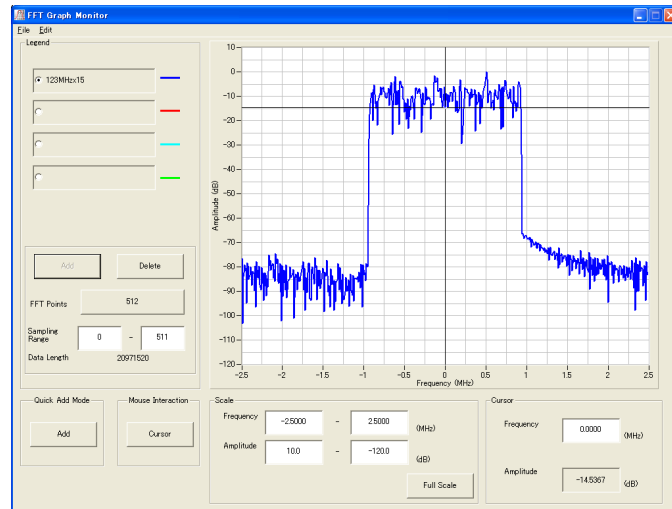 FFT Graph Monitor
File Edit
Legend
123MHzx15
Add Delete
FFT Points 512
Sampling Range 0 - 511
Data Length 20971520
Quick Add Mode
Add
Mouse Interaction
Cursor
Amplitude (dB)
10
0
-10
-20
-30
-40
-50
-60
-70
-80
-90
-100
-110
-120
-2.5 -2 -1.5 -1 -0.5 0 0.5 1 1.5 2 2.5
Frequency (MHz)
Scale
Frequency -2.5000 - 2.5000 (MHz)
Amplitude 10.0 - -120.0 (dB)
Full Scale
Cursor
Frequency 0.0000 (MHz)
Amplitude -14.5367 (dB)